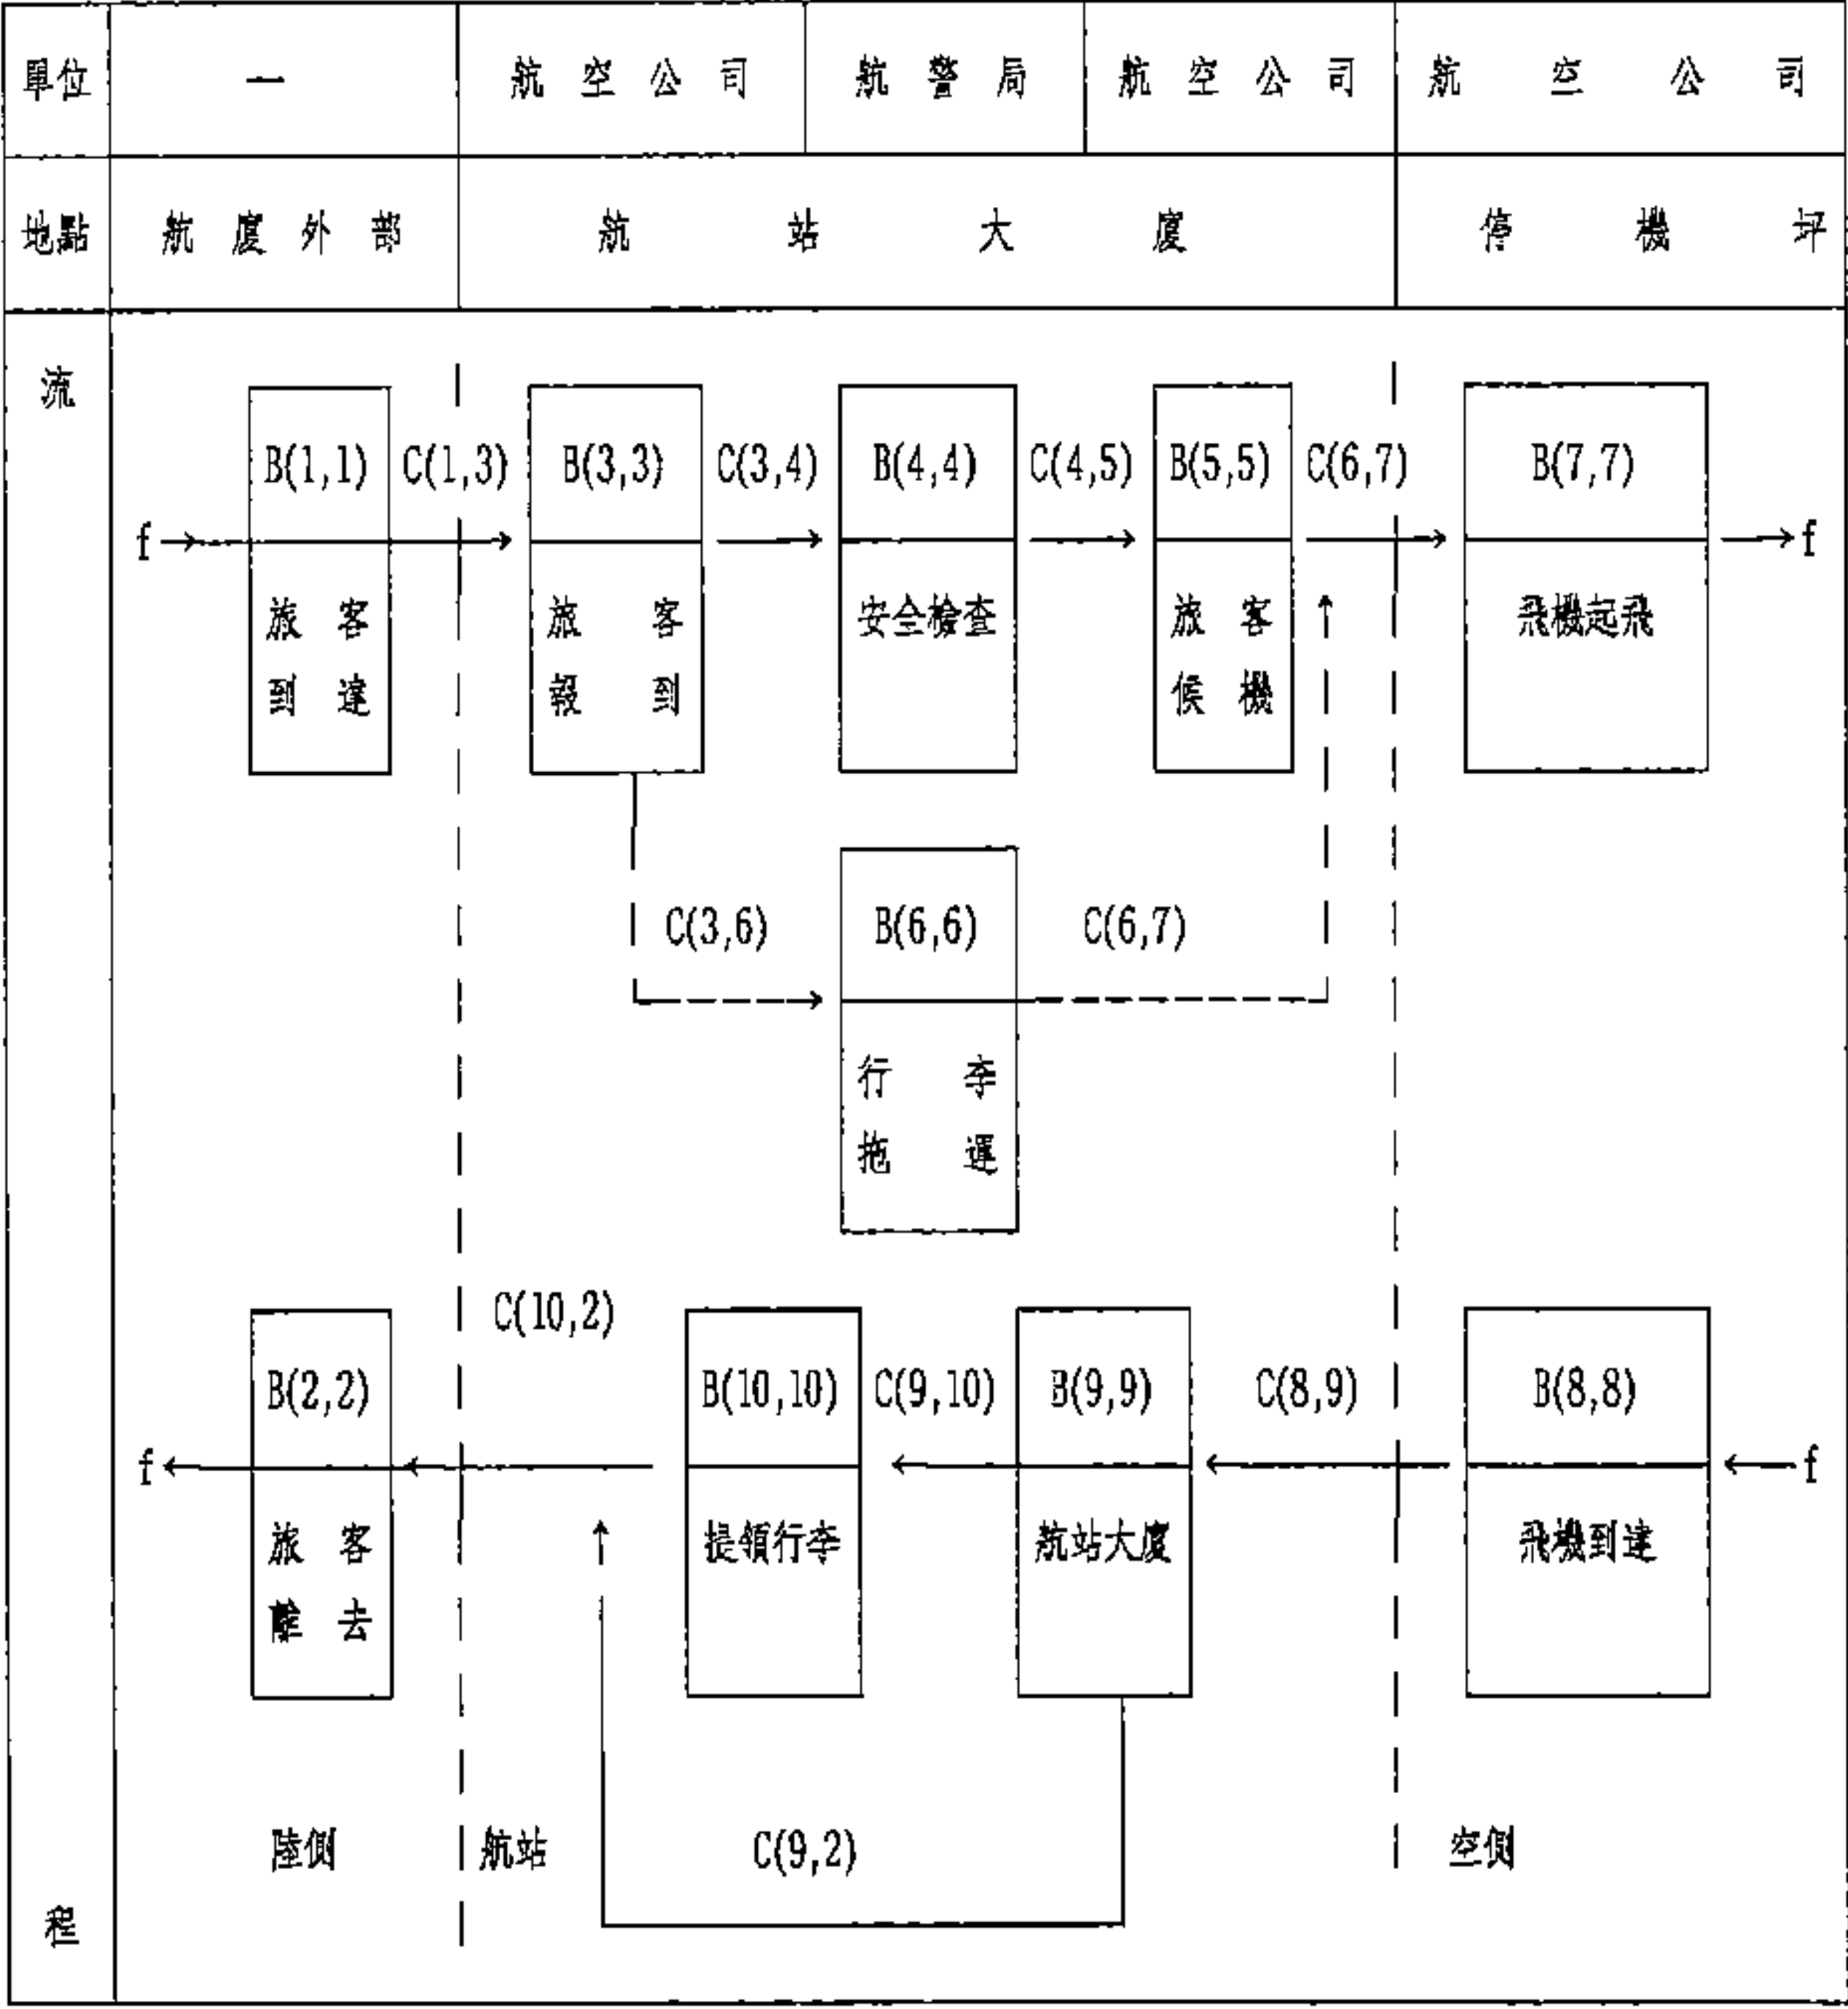 單位 一 航空公司 航警局 航空公司 航空公司
地點 航廈外部 航站大廈 停機坪
流
B(1,1) C(1,3) B(3,3) C(3,4) B(4,4) C(4,5) B(5,5) C(6,7) B(7,7)
f f
旅客 旅客 安全檢查 旅客 飛機起飛
到達 報到 候機
C(3,6) B(6,6) C(6,7)
行李
拖運
C(10,2)
B(2,2) B(10,10) C(9,10) B(9,9) C(8,9) B(8,8)
f f
旅客 提領行李 航站大廈 飛機到達
離去
陸側 航站 C(9,2) 空側
程